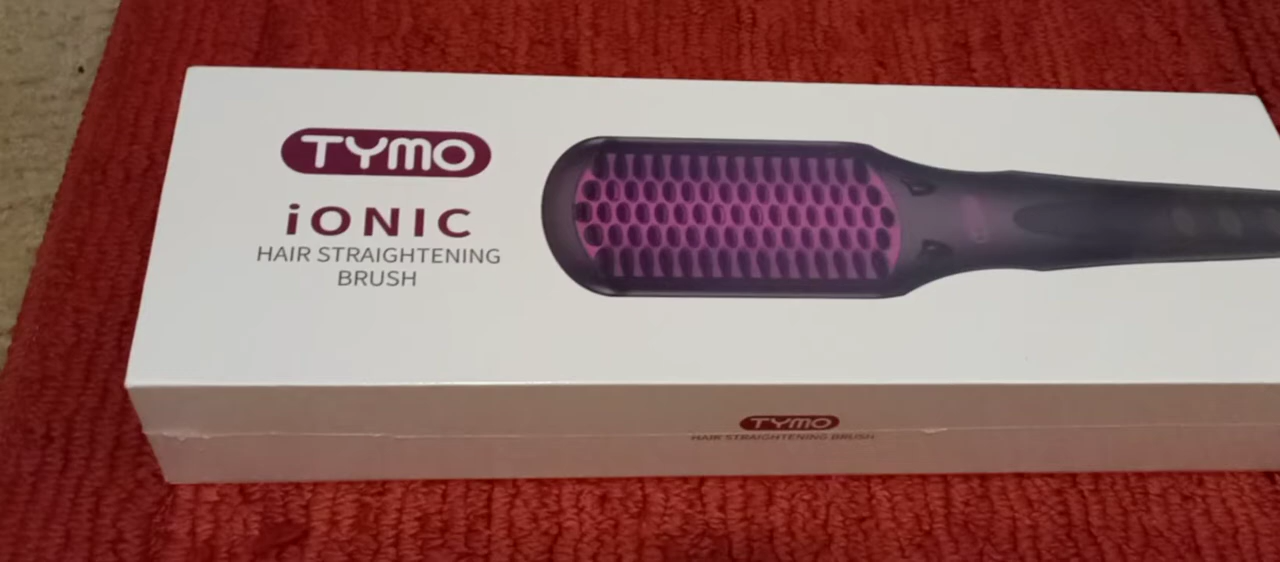 TYMO
iONIC
HAIR STRAIGHTENING
BRUSH
TYMO
HAIR STRAIGHTENING BRUSH